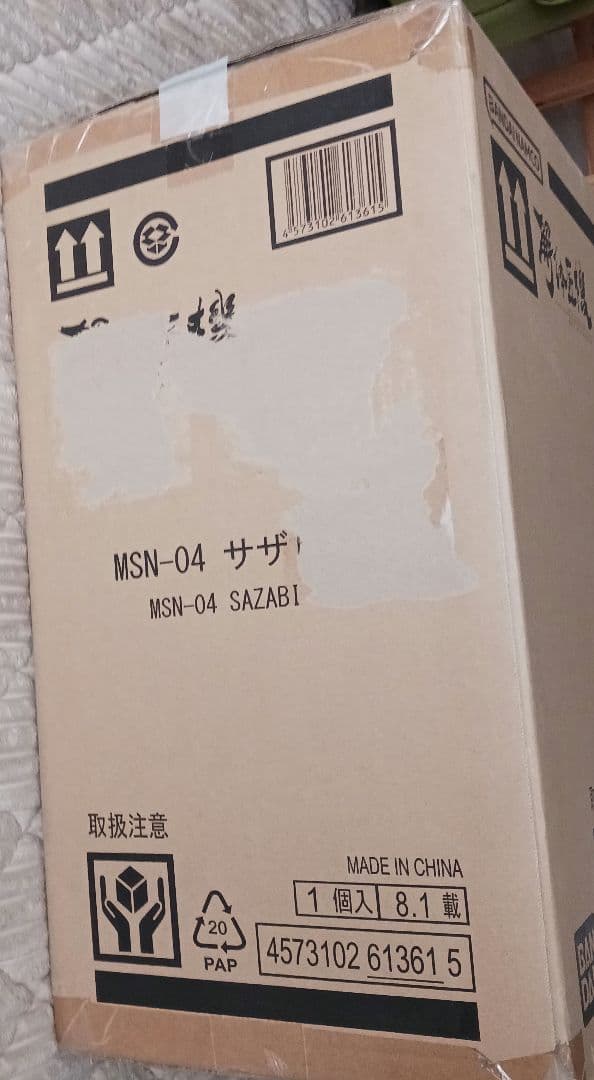 BANDAI NAMCO
4573102613615
MSN-04 サザ
MSN-04 SAZABI
取扱注意
MADE IN CHINA
1 個入 8.1 載
20
PAP
4573102 61361 5